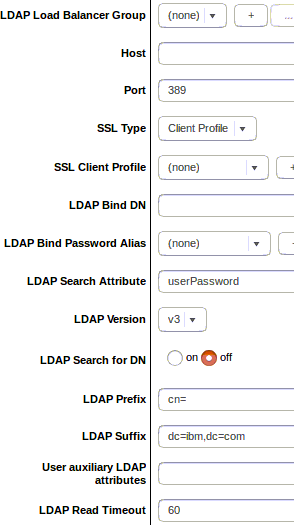 LDAP Load Balancer Group (none) + ...
Host
Port 389
SSL Type Client Profile
SSL Client Profile (none) +
LDAP Bind DN
LDAP Bind Password Alias (none)
LDAP Search Attribute userPassword
LDAP Version v3
LDAP Search for DN on off
LDAP Prefix cn=
LDAP Suffix dc=ibm,dc=com
User auxiliary LDAP
attributes
LDAP Read Timeout 60